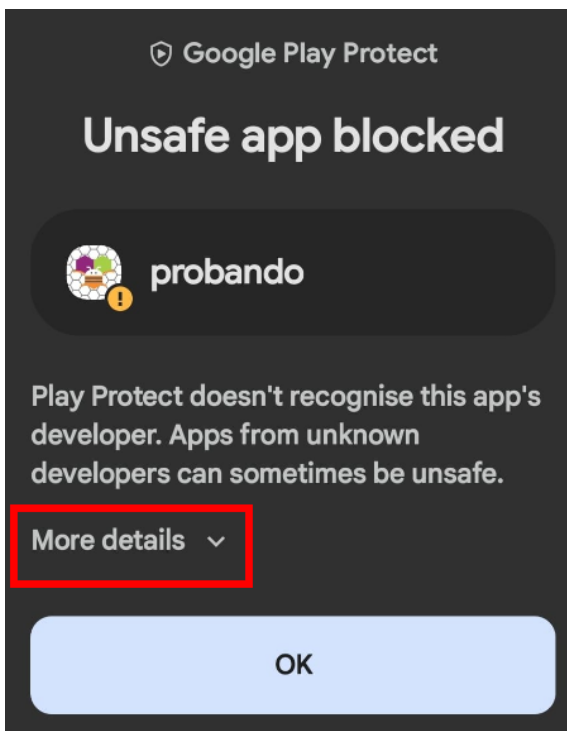 Google Play Protect
Unsafe app blocked
probando
Play Protect doesn't recognise this app's
developer. Apps from unknown
developers can sometimes be unsafe.
More details
OK